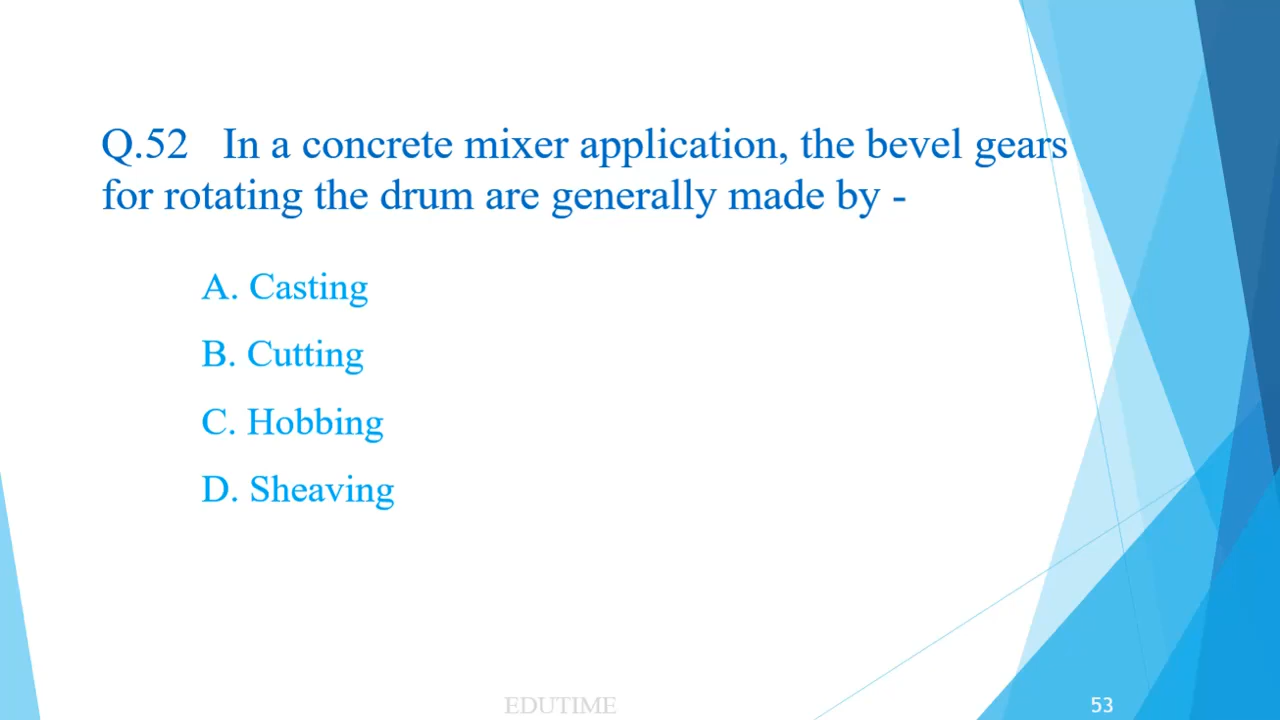 Q.52 In a concrete mixer application, the bevel gears
for rotating the drum are generally made by -
A. Casting
B. Cutting
C. Hobbing
D. Sheaving
EDUTIME
53